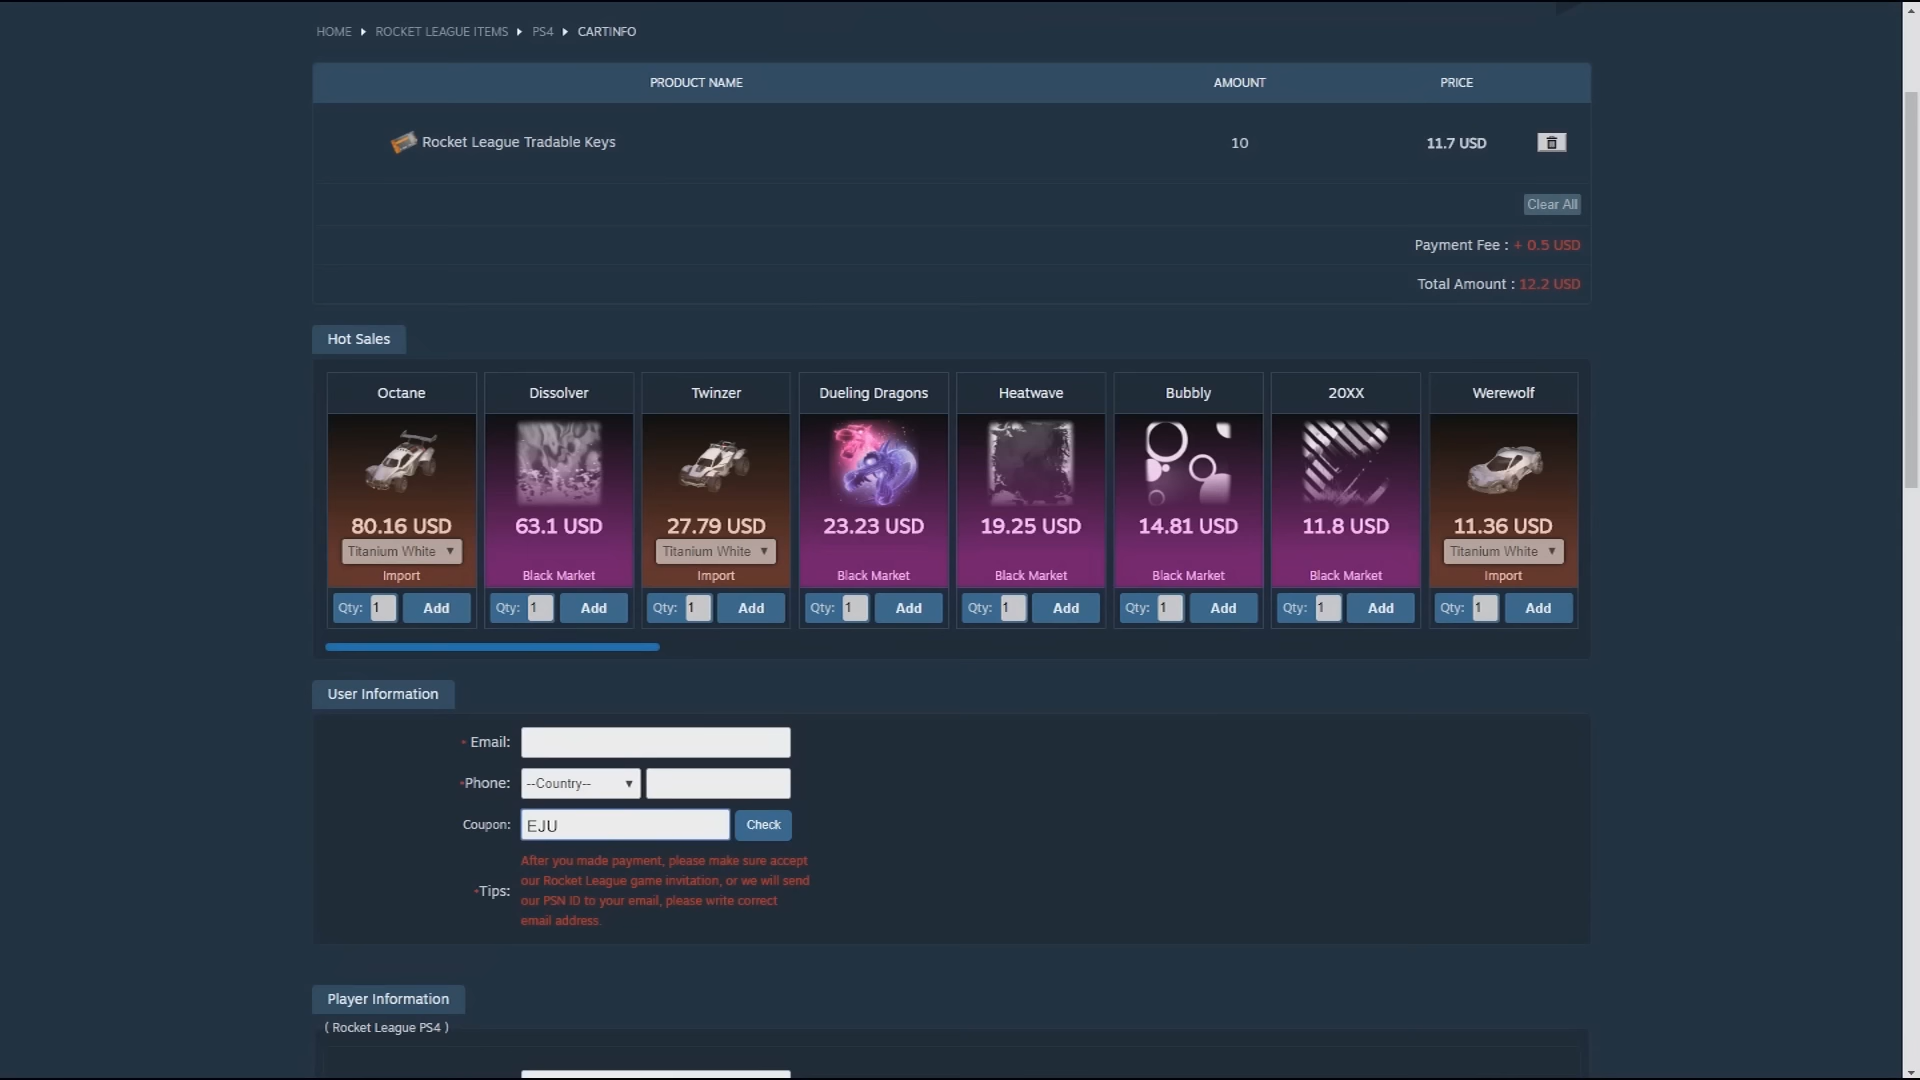 HOME ROCKET LEAGUE ITEMS PS4 CARTINFO
PRODUCT NAME AMOUNT PRICE
Rocket League Tradable Keys 10 11.7 USD
Clear All
Payment Fee : + 0.5 USD
Total Amount : 12.2 USD
Hot Sales
Octane Dissolver Twinzer Dueling Dragons Heatwave Bubbly 20XX Werewolf
80.16 USD 63.1 USD 27.79 USD 23.23 USD 19.25 USD 14.81 USD 11.8 USD 11.36 USD
Titanium White Titanium White Titanium White
Import Black Market Import Black Market Black Market Black Market Black Market Import
Qty: 1 Add Qty: 1 Add Qty: 1 Add Qty: 1 Add Qty: 1 Add Qty: 1 Add Qty: 1 Add Qty: 1 Add
User Information
* Email:
*Phone: --Country--
Coupon: EJU Check
*Tips:
After you made payment, please make sure accept
our Rocket League game invitation, or we will send
our PSN ID to your email, please write correct
email address.
Player Information
( Rocket League PS4 )